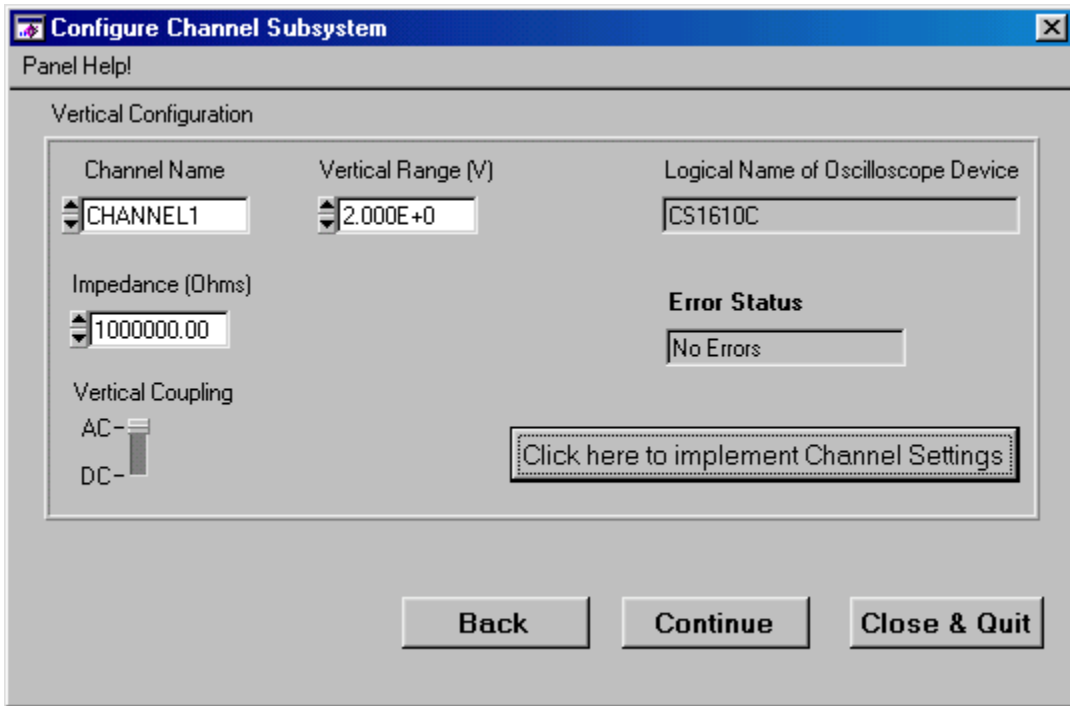 Configure Channel Subsystem
Panel Help!
Vertical Configuration
Channel Name
Vertical Range (V)
Logical Name of Oscilloscope Device
CHANNEL1
2.000E+0
CS1610C
Impedance (Ohms)
1000000.00
Error Status
No Errors
Vertical Coupling
AC
DC
Click here to implement Channel Settings
Back
Continue
Close & Quit